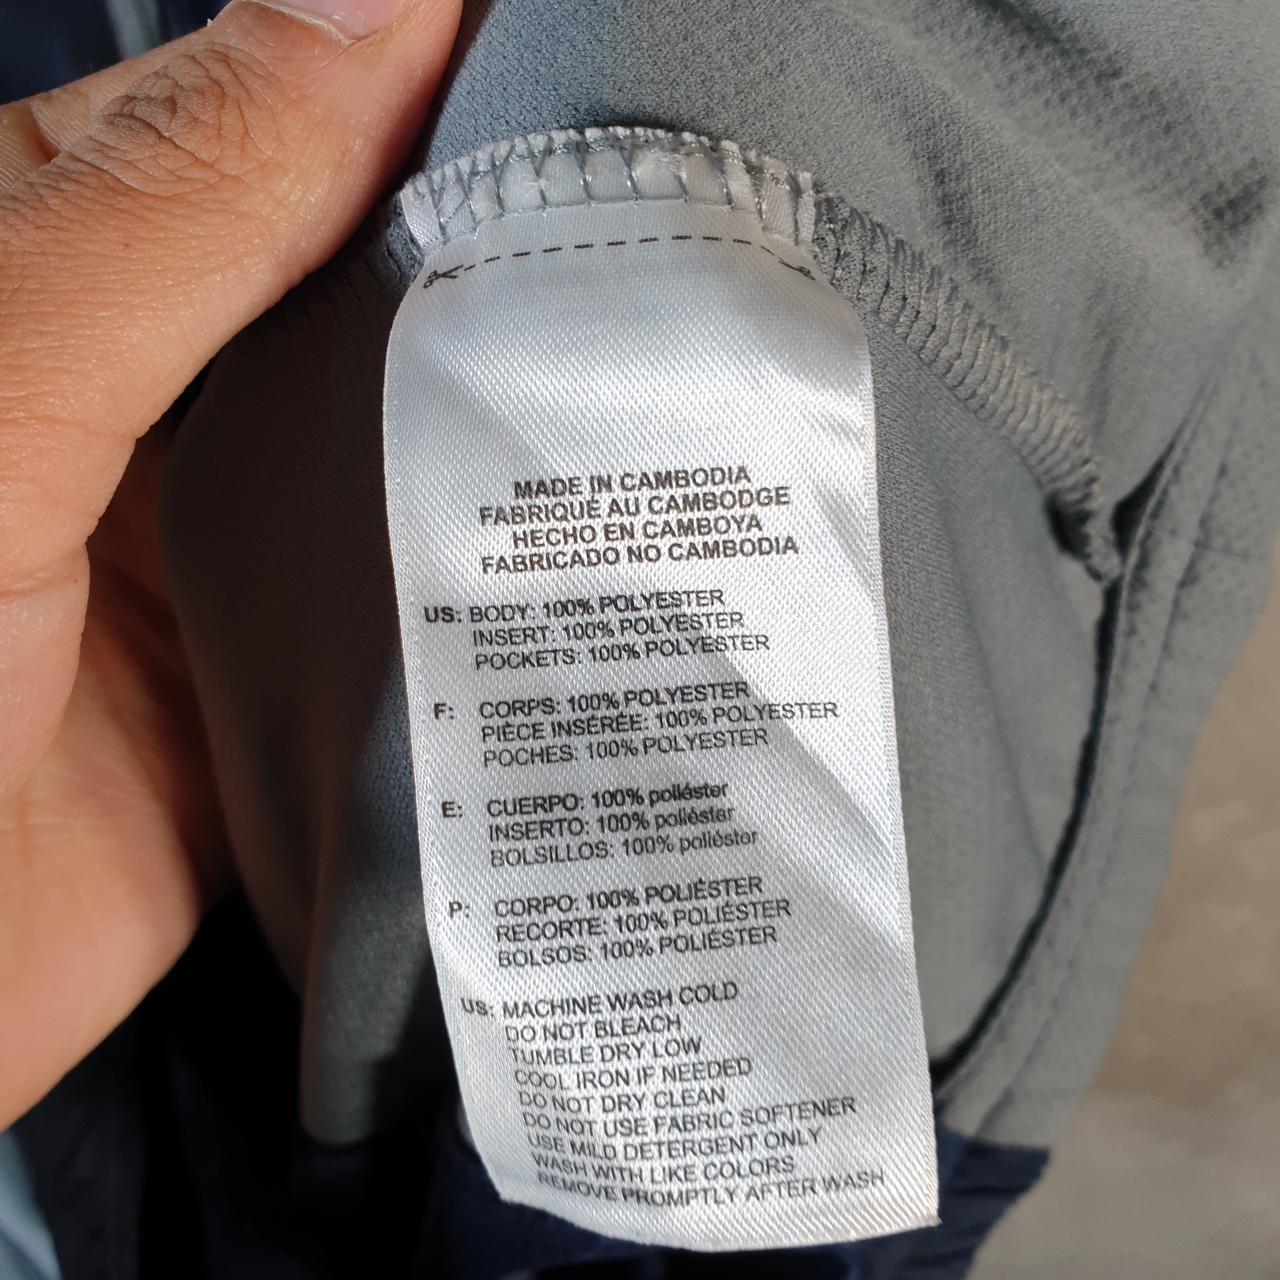 MADE IN CAMBODIA
FABRIQUÉ AU CAMBODGE
HECHO EN CAMBOYA
FABRICADO NO CAMBODIA
US: BODY: 100% POLYESTER
INSERT: 100% POLYESTER
POCKETS: 100% POLYESTER
F: CORPS: 100% POLYESTER
PIÈCE INSÉRÉE: 100% POLYESTER
POCHES: 100% POLYESTER
E: CUERPO: 100% poliéster
INSERTO: 100% poliéster
BOLSILLOS: 100% poliéster
P: CORPO: 100% POLIÉSTER
RECORTE: 100% POLIÉSTER
BOLSOS: 100% POLIÉSTER
US: MACHINE WASH COLD
DO NOT BLEACH
TUMBLE DRY LOW
COOL IRON IF NEEDED
DO NOT DRY CLEAN
DO NOT USE FABRIC SOFTENER
USE MILD DETERGENT ONLY
WASH WITH LIKE COLORS
REMOVE PROMPTLY AFTER WASH